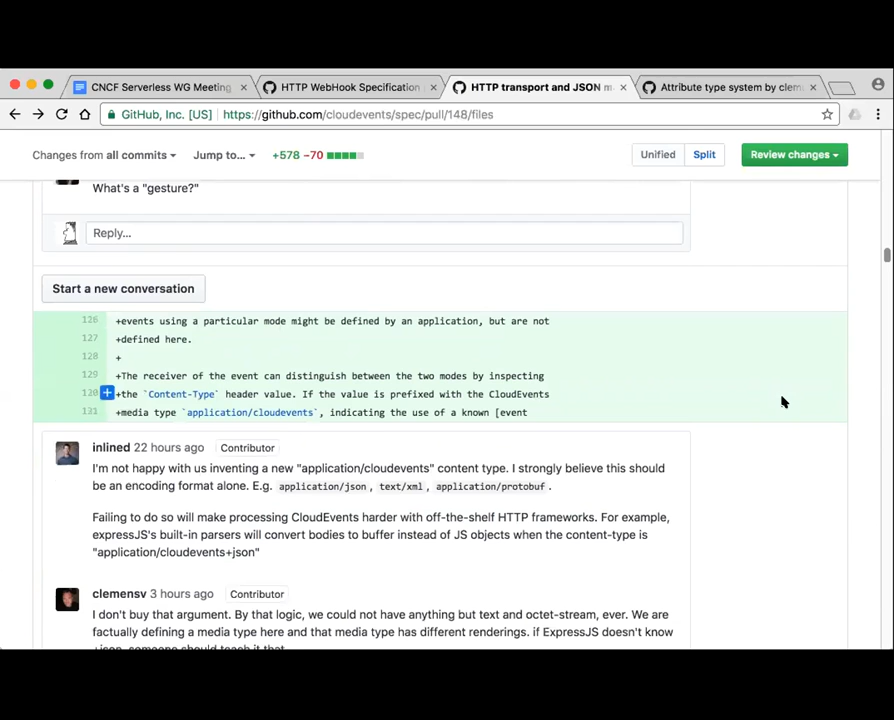 CNCF Serverless WG Meeting
HTTP WebHook Specification
HTTP transport and JSON m
Attribute type system by clem
GitHub, Inc. [US]
https://github.com/cloudevents/spec/pull/148/files
Changes from all commits
Jump to...
+578 −70
Unified
Split
Review changes
What's a "gesture?"
Reply...
Start a new conversation
126 +events using a particular mode might be defined by an application, but are not
127 +defined here.
128 +
129 +The receiver of the event can distinguish between the two modes by inspecting
130 +the `Content-Type` header value. If the value is prefixed with the CloudEvents
131 +media type `application/cloudevents`, indicating the use of a known [event
inlined 22 hours ago Contributor
I'm not happy with us inventing a new "application/cloudevents" content type. I strongly believe this should
be an encoding format alone. E.g. application/json, text/xml, application/protobuf.
Failing to do so will make processing CloudEvents harder with off-the-shelf HTTP frameworks. For example,
expressJS's built-in parsers will convert bodies to buffer instead of JS objects when the content-type is
"application/cloudevents+json"
clemensv 3 hours ago Contributor
I don't buy that argument. By that logic, we could not have anything but text and octet-stream, ever. We are
factually defining a media type here and that media type has different renderings. if ExpressJS doesn't know
+json, someone should teach it that